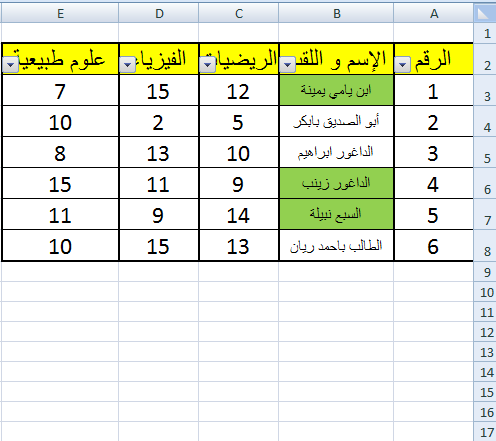 A B C D E
1
2 الرقم الإسم و اللقب الريضيات الفيزياء علوم طبيعية
3 1 ابن يامي يمينة 12 15 7
4 2 أبو الصديق بابكر 5 2 10
5 3 الداغور ابراهيم 10 13 8
6 4 الداغور زينب 9 11 15
7 5 السبع نبيلة 14 9 11
8 6 الطالب باحمد ريان 13 15 10
9
10
11
12
13
14
15
16
17